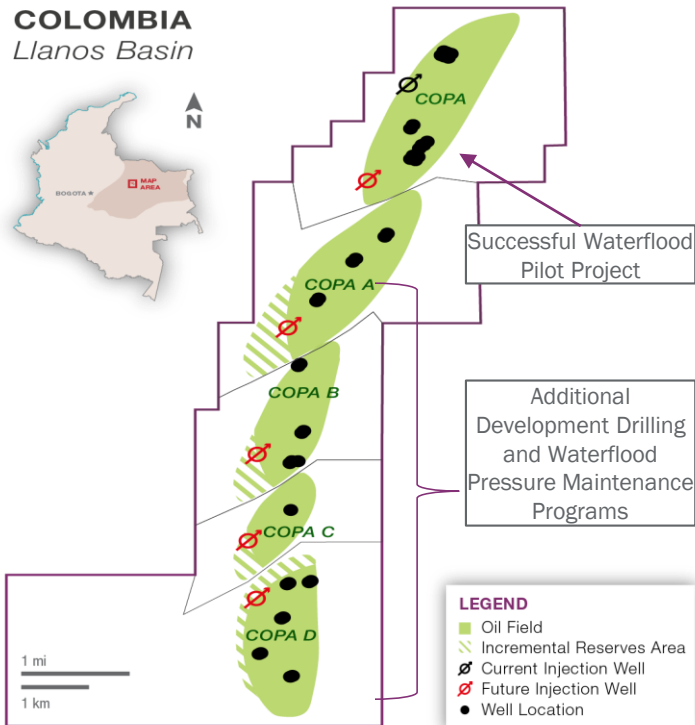 COLOMBIA
Llanos Basin
N
BOGOTA
MAP
AREA
COPA
Successful Waterflood
Pilot Project
COPA A
COPA B
Additional
Development Drilling
and Waterflood
Pressure Maintenance
Programs
COPA C
COPA D
1 mi
1 km
LEGEND
Oil Field
Incremental Reserves Area
Current Injection Well
Future Injection Well
Well Location